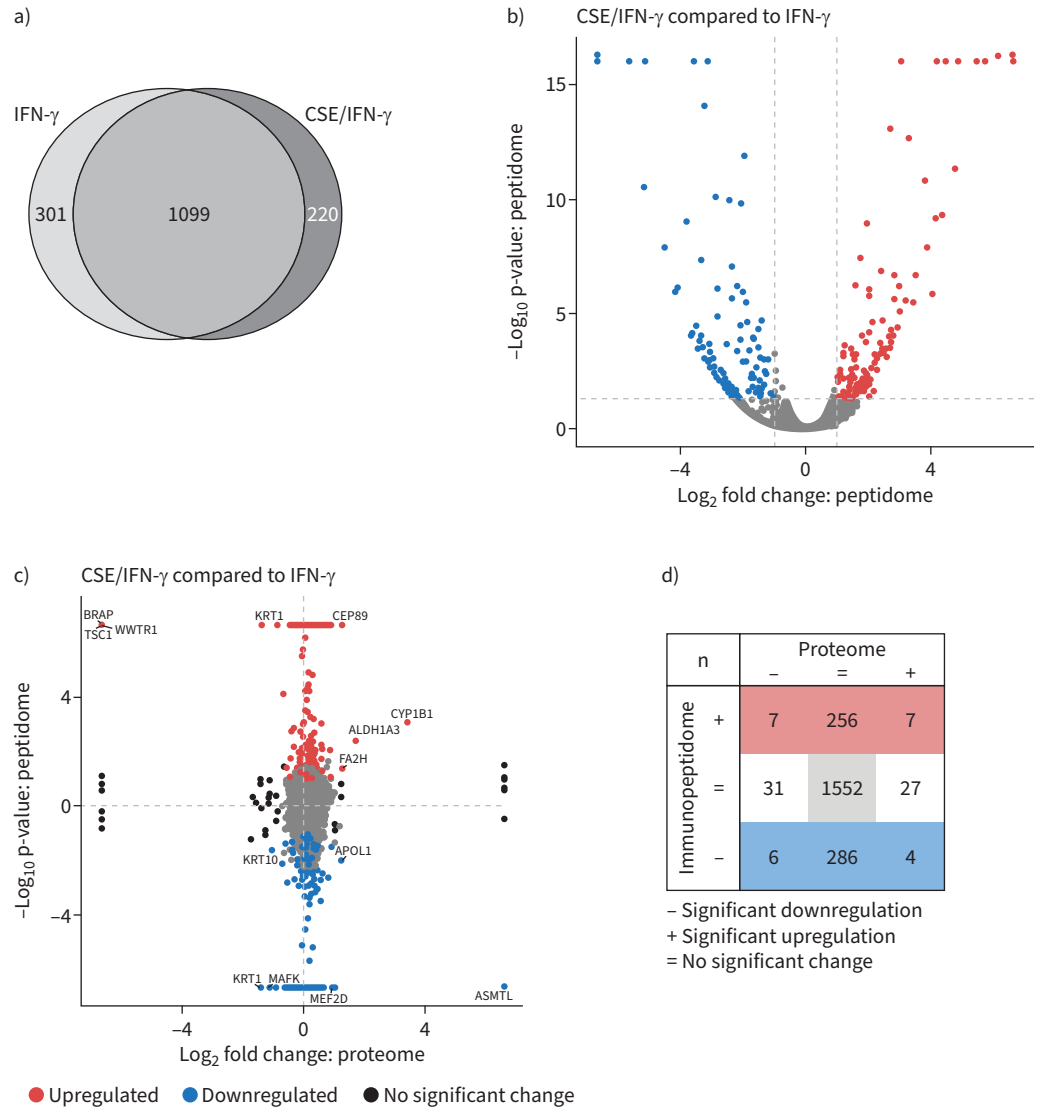 a)
IFN-γ
CSE/IFN-γ
301
1099
220
b)
CSE/IFN-γ compared to IFN-γ
–Log10 p-value: peptidome
15
10
5
0
–4
0
4
Log2 fold change: peptidome
c)
CSE/IFN-γ compared to IFN-γ
–Log10 p-value: peptidome
BRAP
TSC1
WWTR1
KRT1
CEP89
4
CYP1B1
ALDH1A3
FA2H
0
KRT10
APOL1
–4
KRT1
MAFK
MEF2D
ASMTL
–4
0
4
Log2 fold change: proteome
Upregulated
Downregulated
No significant change
d)
n
Proteome
–
=
+
Immunopeptidome
+
7
256
7
=
31
1552
27
–
6
286
4
– Significant downregulation
+ Significant upregulation
= No significant change